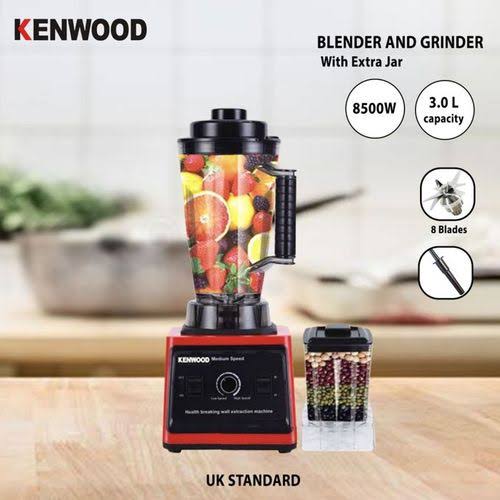 KENWOOD
BLENDER AND GRINDER
With Extra Jar
8500W
3.0 L
capacity
8 Blades
KENWOOD Medium Speed
Low Speed High Speed
Health breaking wall extraction machine
UK STANDARD